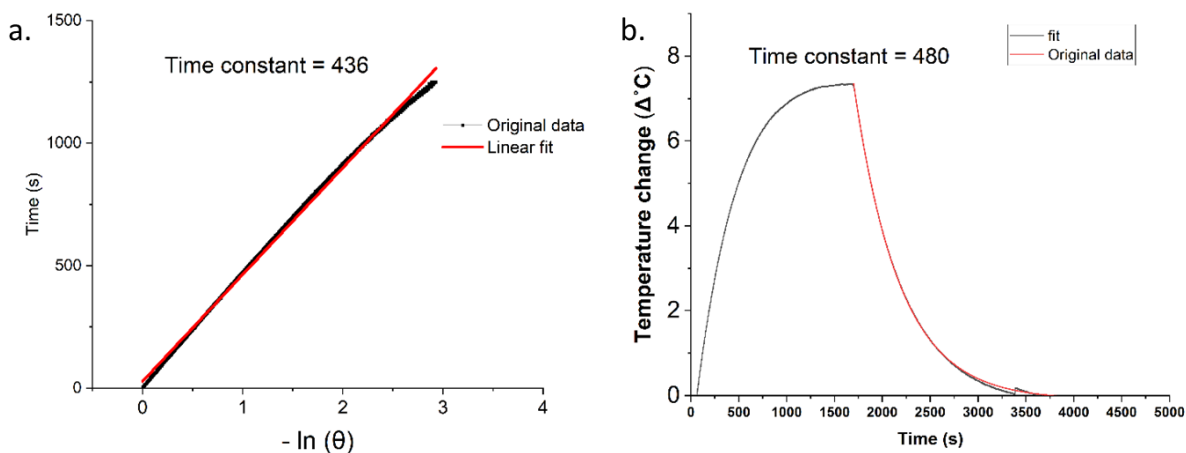 a.
Time constant = 436
Original data
Linear fit
Time (s)
1500
1000
500
0
0 1 2 3 4
- ln (θ)
b.
Time constant = 480
fit
Original data
Temperature change (Δ˚C)
8
6
4
2
0
0 500 1000 1500 2000 2500 3000 3500 4000 4500 5000
Time (s)